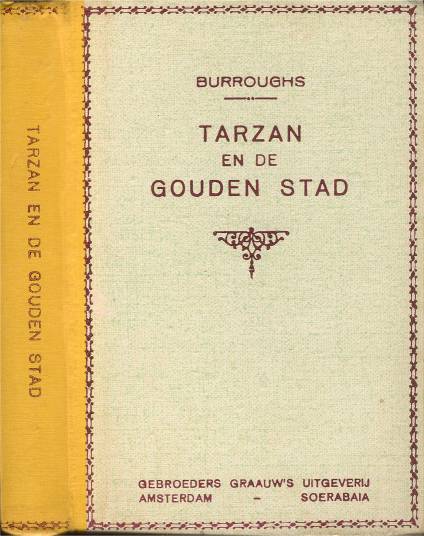 TARZAN EN DE GOUDEN STAD
BURROUGHS
TARZAN
EN DE
GOUDEN STAD
GEBROEDERS GRAAUW'S UITGEVERIJ
AMSTERDAM – SOERABAIA